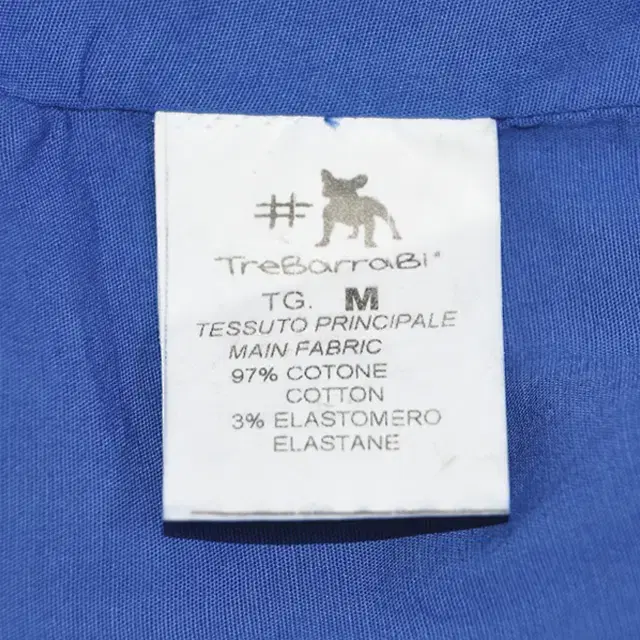 #
TreBarraBi®
TG. M
TESSUTO PRINCIPALE
MAIN FABRIC
97% COTONE
COTTON
3% ELASTOMERO
ELASTANE